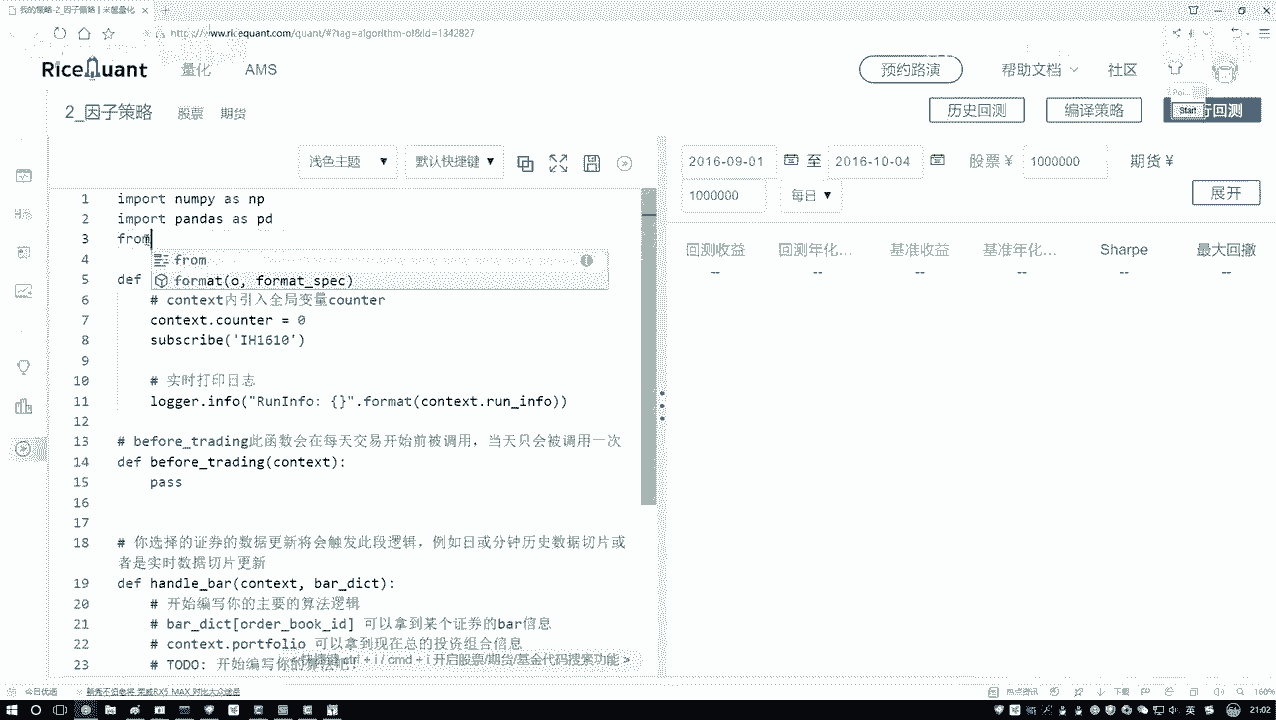 我的策略-2_因子策略 | 米筐量化
http://www.ricequant.com/quant/#?tag=algorithm-of&id=1342827
RiceQuant 量化 AMS 预约路演 帮助文档 社区
2_因子策略 股票 期货 历史回测 编译策略 Start 行回测
浅色主题 默认快捷键 2016-09-01 至 2016-10-04 股票 ¥ 1000000 期货 ¥
1000000 每日 展开
回测收益 回测年化... 基准收益 基准年化... Sharpe 最大回撤
-- -- -- -- -- --
1 import numpy as np
2 import pandas as pd
3 from
4 from
format(o, format_spec)
5 def
6 # context内引入全局变量counter
7 context.counter = 0
8 subscribe('IH1610')
9
10 # 实时打印日志
11 logger.info("RunInfo: {}".format(context.run_info))
12
13 # before_trading此函数会在每天交易开始前被调用，当天只会被调用一次
14 def before_trading(context):
15 pass
16
17
18 # 你选择的证券的数据更新将会触发此段逻辑，例如日或分钟历史数据切片或
者是实时数据切片更新
19 def handle_bar(context, bar_dict):
20 # 开始编写你的主要的算法逻辑
21 # bar_dict[order_book_id] 可以拿到某个证券的bar信息
22 # context.portfolio 可以拿到现在总的投资组合信息
23 # TODO: 开始编写你的算法吧！
快捷键 ctrl + i / cmd + i 开启股票/期货/基金代码搜索功能 >
今日优选 热点资讯 下载 160%
英 21:02